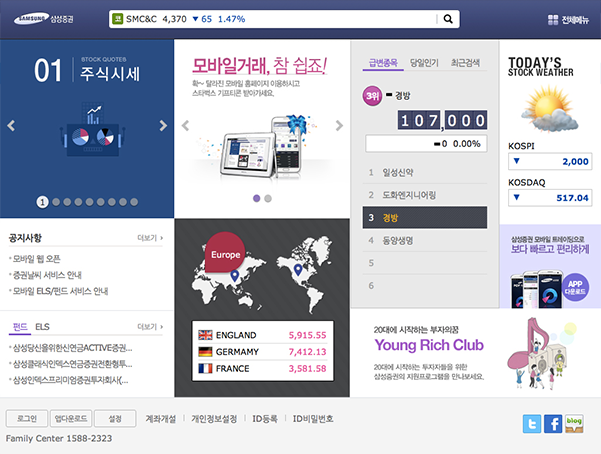 SAMSUNG 삼성증권
코 SMC&C 4,370 ▼ 65 1.47%
전체메뉴
01 STOCK QUOTES
주식시세
1
모바일거래, 참 쉽죠!
확~ 달라진 모바일 홈페이지 이용하시고
스타벅스 기프티콘 받아가세요.
급변종목 당일인기 최근검색
3위 경방
107,000
0 0.00%
1 일성신약
2 도화엔지니어링
3 경방
4 동양생명
5
6
TODAY'S
STOCK WEATHER
KOSPI
▼ 2,000
KOSDAQ
▼ 517.04
공지사항 더보기 >
모바일 웹 오픈
증권날씨 서비스 안내
모바일 ELS/펀드 서비스 안내
펀드 ELS 더보기 >
삼성당신을위한신연금ACTIVE증권...
삼성클래식인덱스연금증권전환형투...
삼성인덱스프리미엄증권투자회사(...
Europe
ENGLAND 5,915.55
GERMAMY 7,412.13
FRANCE 3,581.58
삼성증권 모바일 트레이딩으로
보다 빠르고 편리하게
APP
다운로드
20대에 시작하는 부자의꿈
Young Rich Club
20대에 시작하는 투자자들을 위한
삼성증권의 지원프로그램을 만나보세요.
로그인 앱다운로드 설정 계좌개설 | 개인정보설정 | ID등록 | ID비밀번호
Family Center 1588-2323
blog